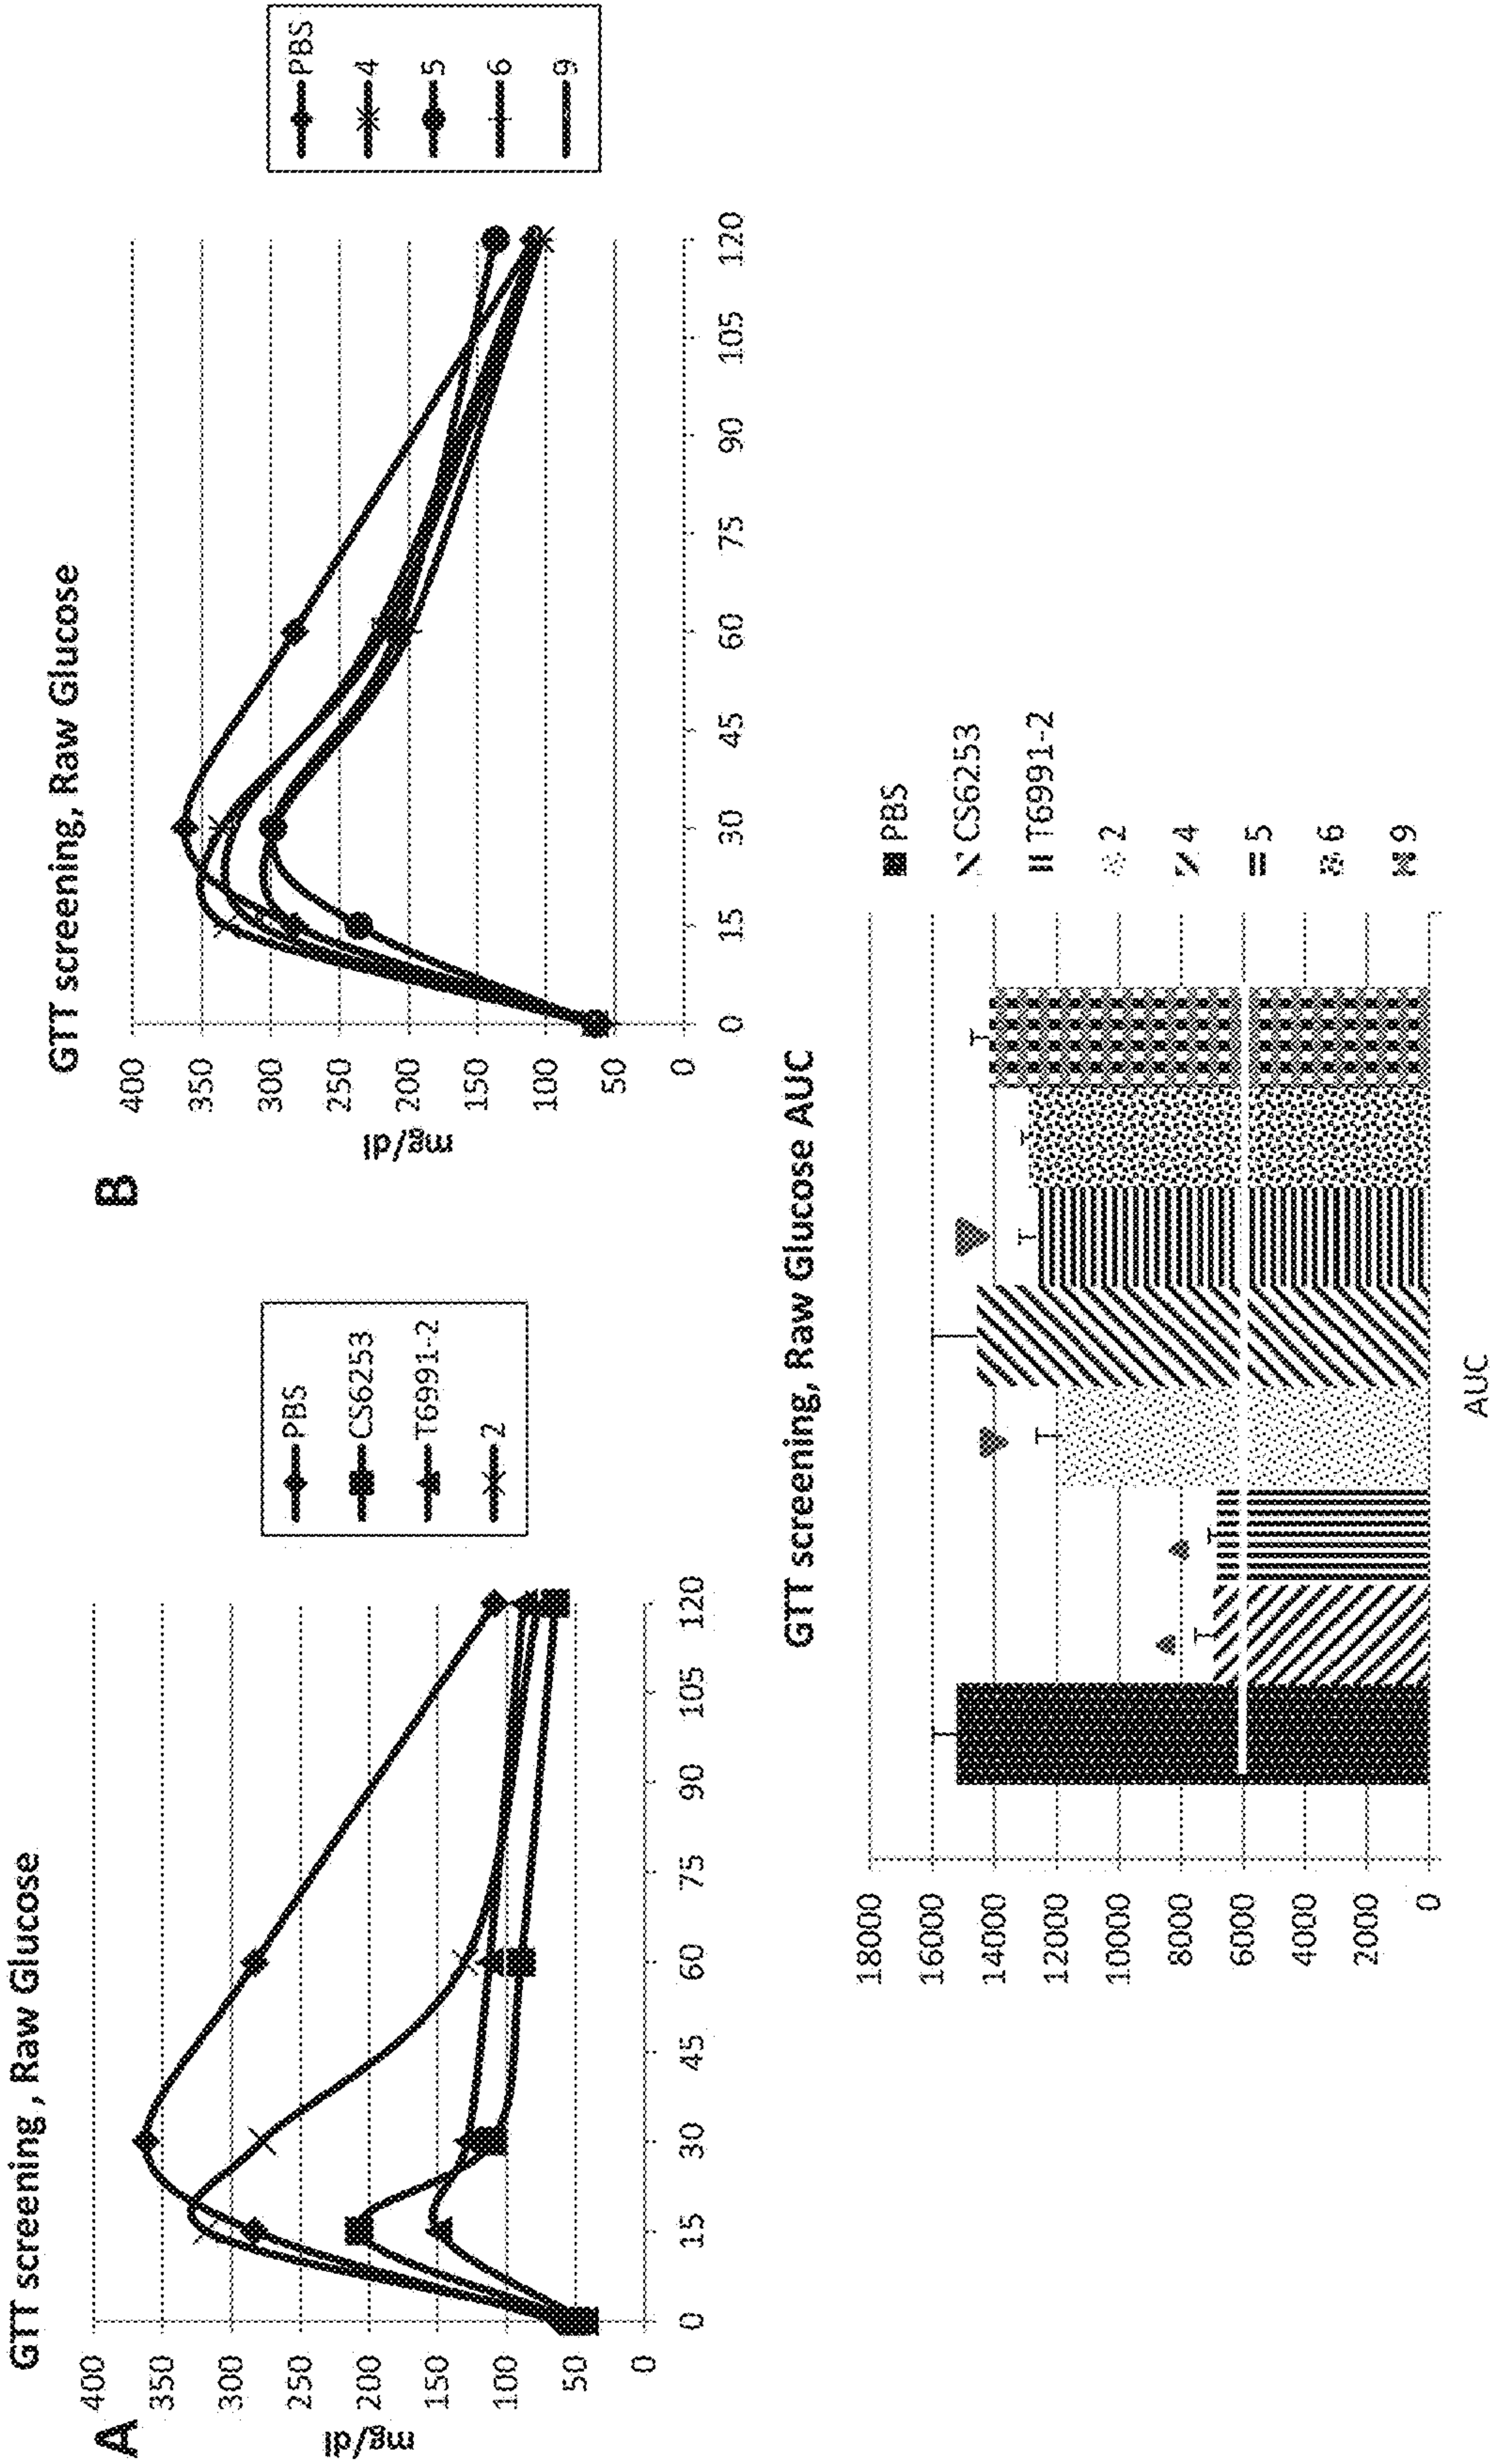 A
GTT screening , Raw Glucose
mg/dl
400
350
300
250
200
150
100
50
0
0 15 30 45 60 75 90 105 120
PBS
CS6253
T6991-2
2
B
GTT screening, Raw Glucose
mg/dl
400
350
300
250
200
150
100
50
0
0 15 30 45 60 75 90 105 120
PBS
4
5
6
9
GTT screening, Raw Glucose AUC
18000
16000
14000
12000
10000
8000
6000
4000
2000
0
AUC
PBS
CS6253
T6991-2
2
4
5
6
9